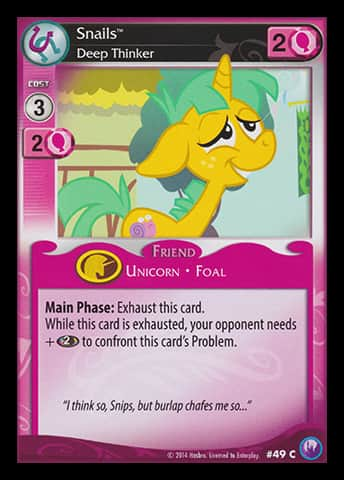 Snails™
Deep Thinker
2
COST
3
2
FRIEND
UNICORN • FOAL
Main Phase: Exhaust this card.
While this card is exhausted, your opponent needs
+2 to confront this card's Problem.
"I think so, Snips, but burlap chafes me so..."
© 2014 Hasbro. Licensed to Enterplay. #49 C